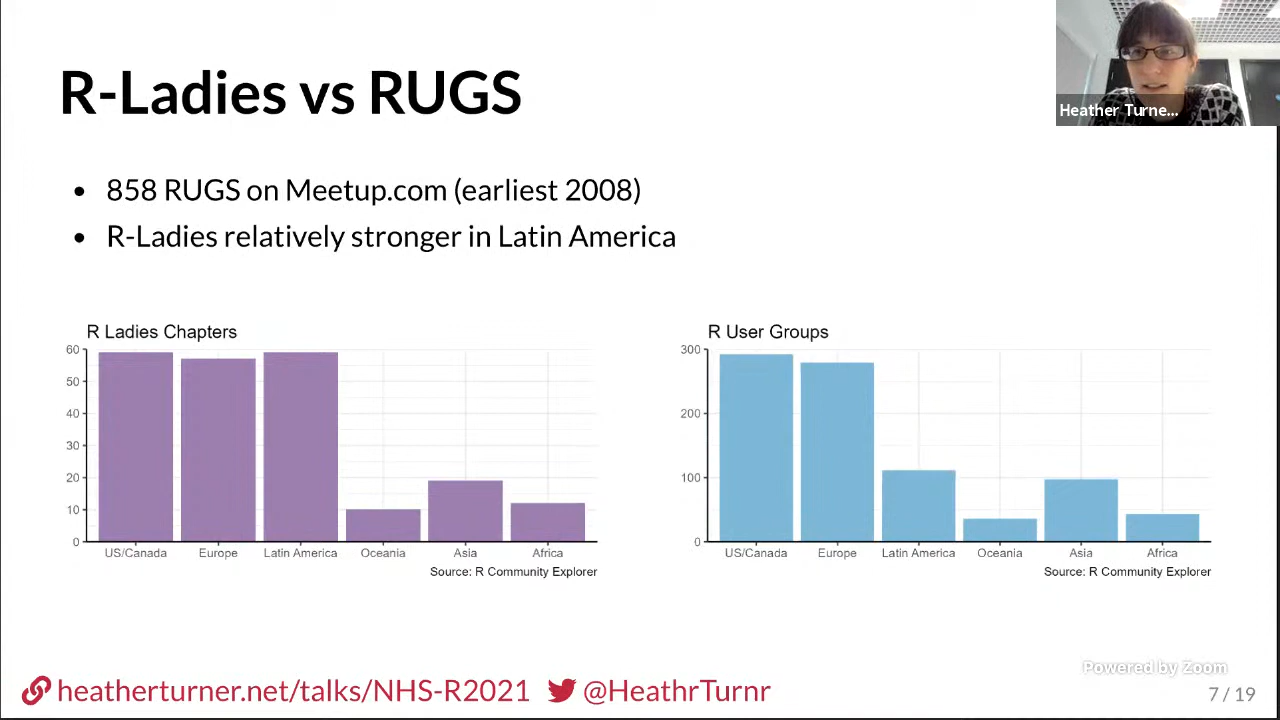 R-Ladies vs RUGS
Heather Turne...
• 858 RUGS on Meetup.com (earliest 2008)
• R-Ladies relatively stronger in Latin America
R Ladies Chapters
60
50
40
30
20
10
0
US/Canada Europe Latin America Oceania Asia Africa
Source: R Community Explorer
R User Groups
300
200
100
0
US/Canada Europe Latin America Oceania Asia Africa
Source: R Community Explorer
Powered by Zoom
heatherturner.net/talks/NHS-R2021 @HeathrTurnr
7 / 19